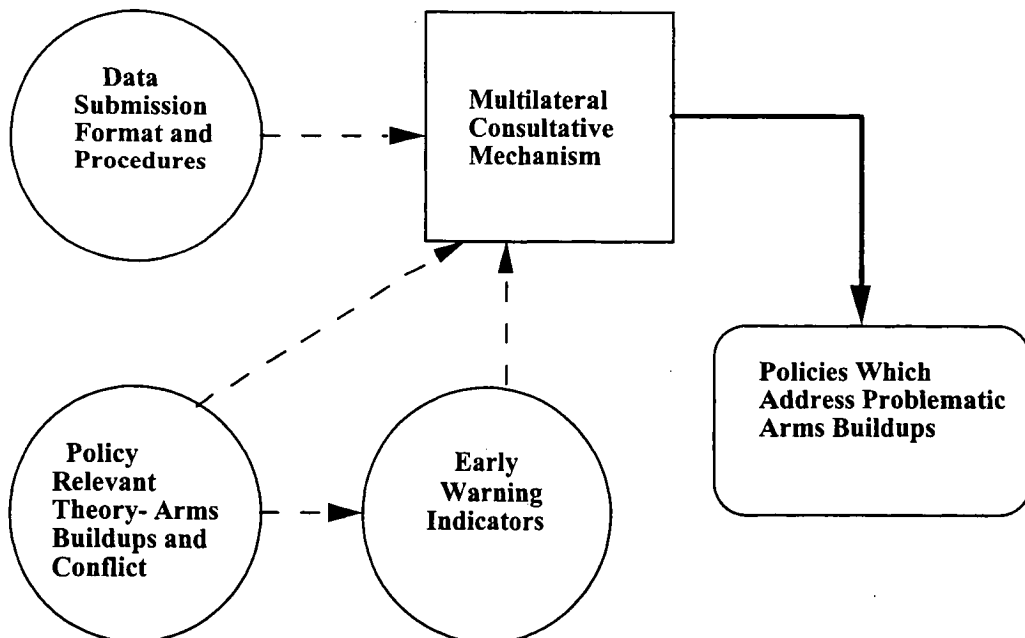 Data
Submission
Format and
Procedures
Multilateral
Consultative
Mechanism
Policies Which
Address Problematic
Arms Buildups
Policy
Relevant
Theory- Arms
Buildups and
Conflict
Early
Warning
Indicators